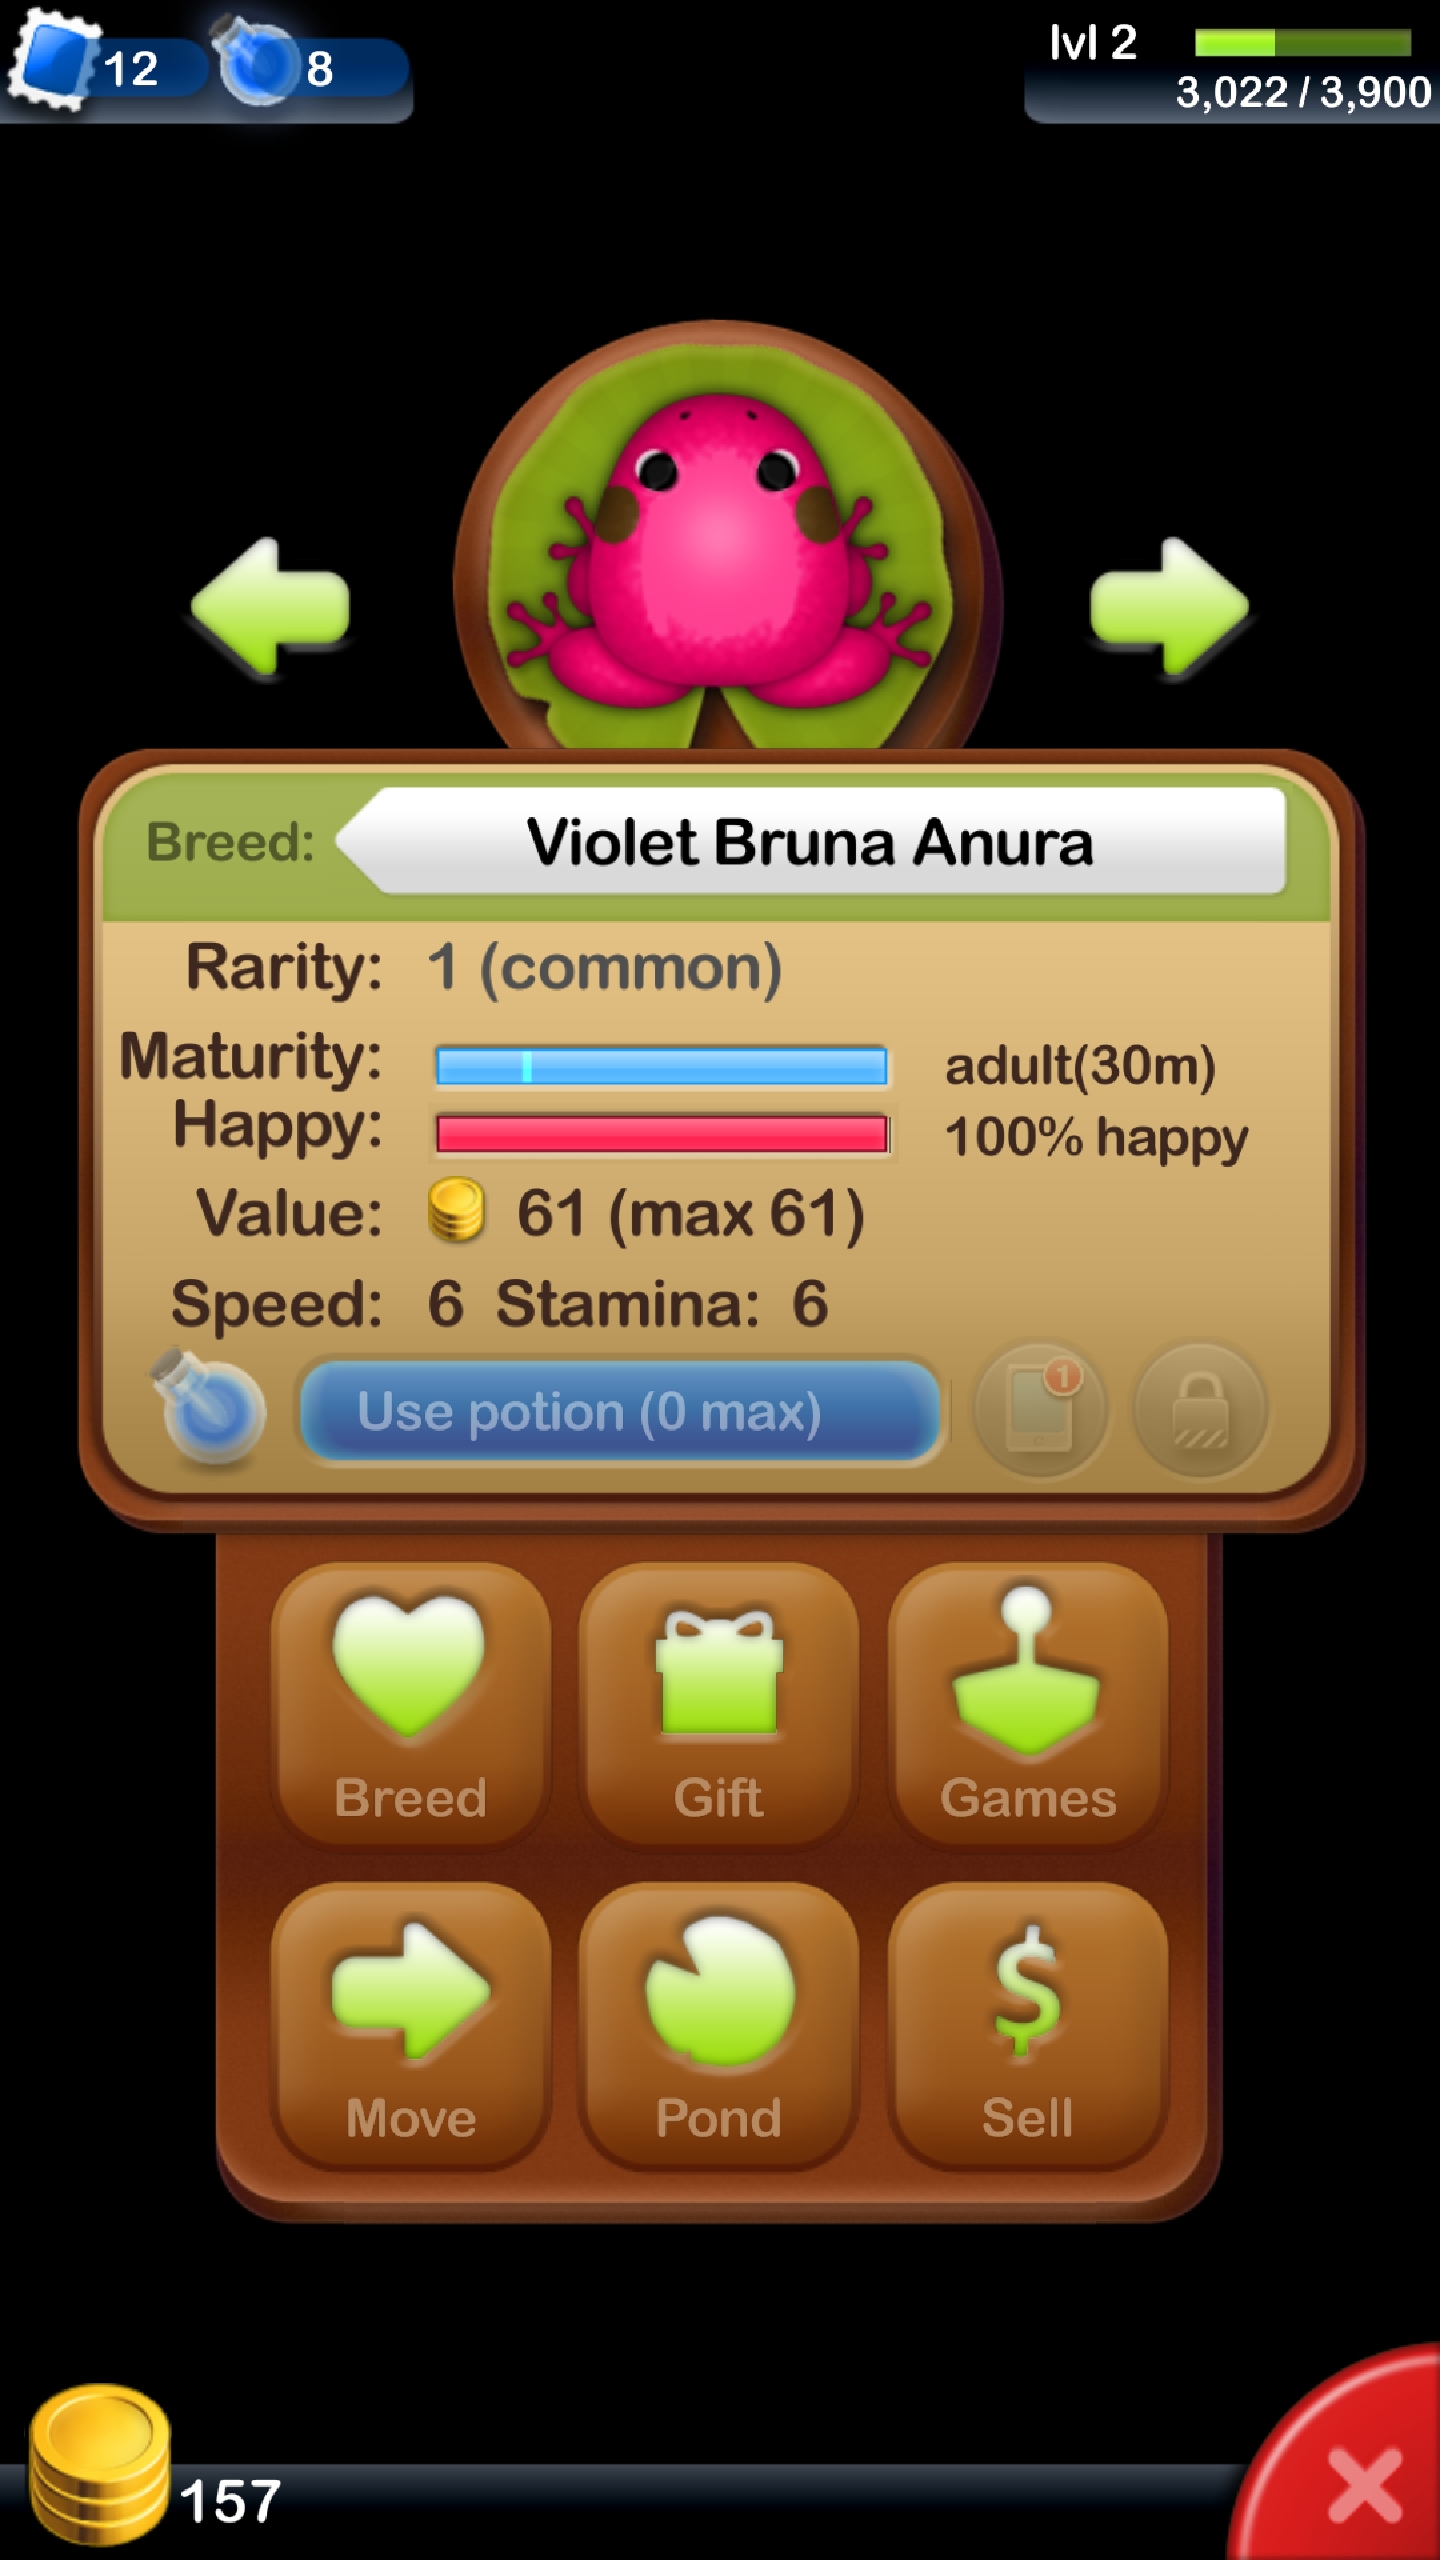 12
8
lvl 2
3,022 / 3,900
Breed: Violet Bruna Anura
Rarity: 1 (common)
Maturity: adult(30m)
Happy: 100% happy
Value: 61 (max 61)
Speed: 6 Stamina: 6
Use potion (0 max)
1
Breed Gift Games
Move Pond Sell
157